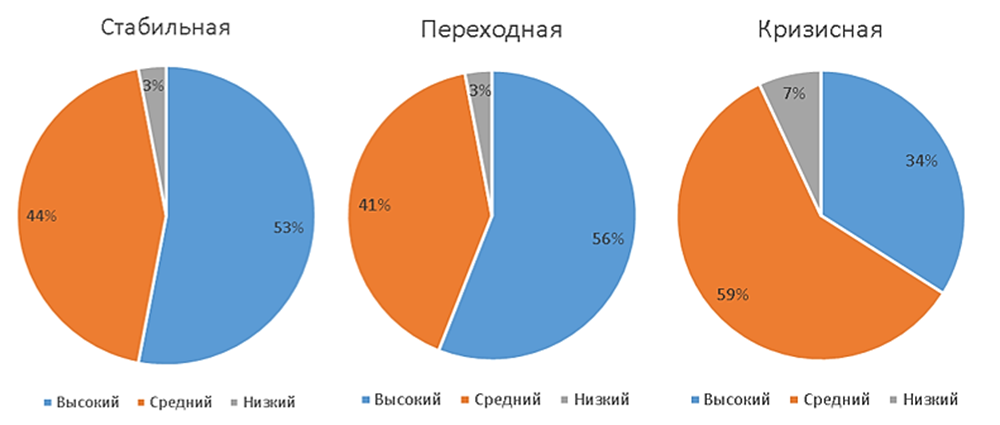 Стабильная
3%
44%
53%
Высокий Средний Низкий
Переходная
3%
41%
56%
Высокий Средний Низкий
Кризисная
7%
34%
59%
Высокий Средний Низкий